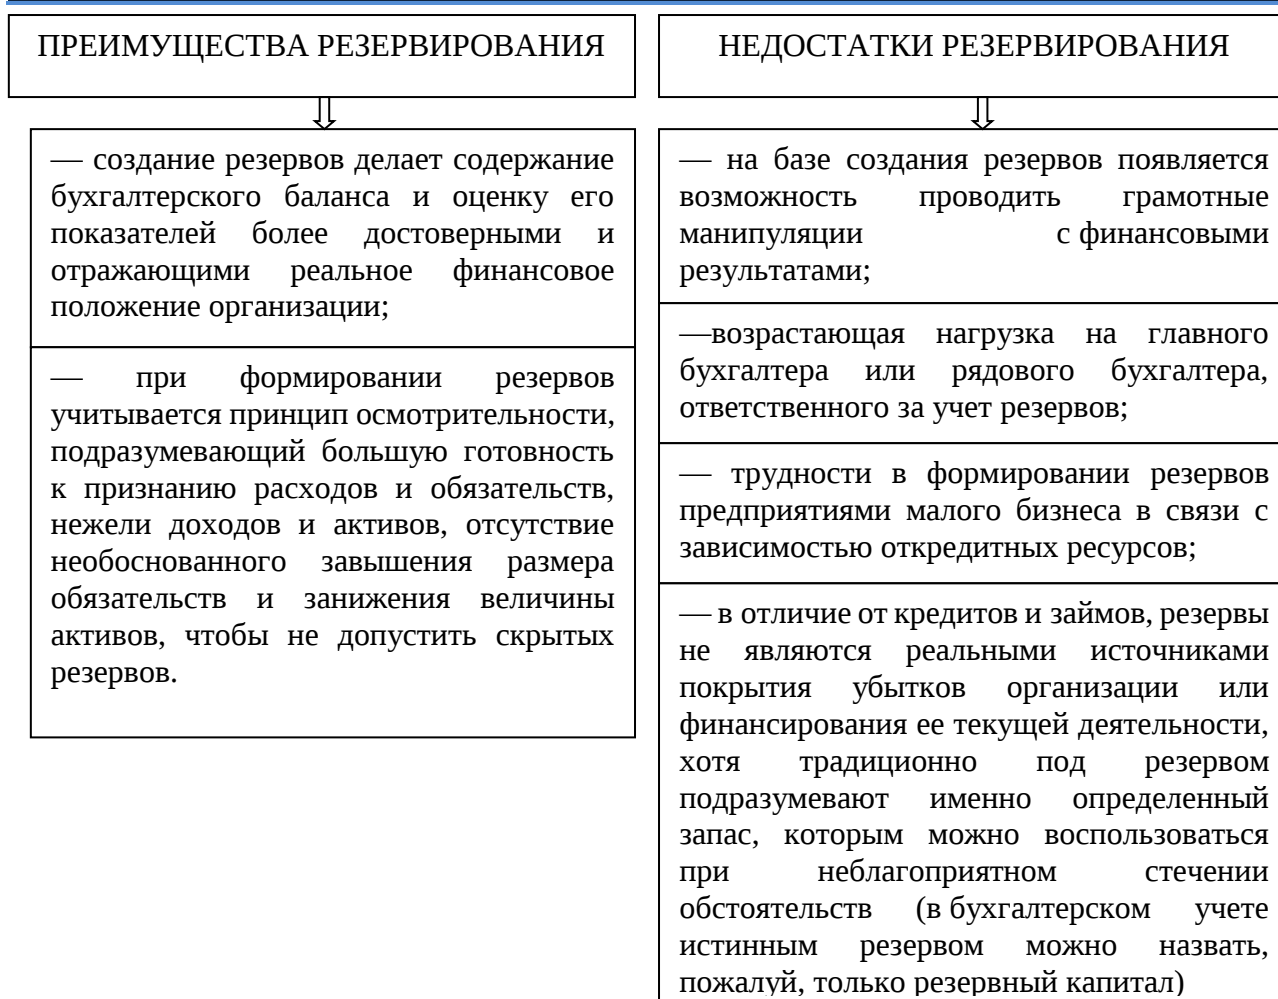 ПРЕИМУЩЕСТВА РЕЗЕРВИРОВАНИЯ
— создание резервов делает содержание
бухгалтерского баланса и оценку его
показателей более достоверными и
отражающими реальное финансовое
положение организации;
— при формировании резервов
учитывается принцип осмотрительности,
подразумевающий большую готовность
к признанию расходов и обязательств,
нежели доходов и активов, отсутствие
необоснованного завышения размера
обязательств и занижения величины
активов, чтобы не допустить скрытых
резервов.
НЕДОСТАТКИ РЕЗЕРВИРОВАНИЯ
— на базе создания резервов появляется
возможность проводить грамотные
манипуляции с финансовыми
результатами;
—возрастающая нагрузка на главного
бухгалтера или рядового бухгалтера,
ответственного за учет резервов;
— трудности в формировании резервов
предприятиями малого бизнеса в связи с
зависимостью откредитных ресурсов;
— в отличие от кредитов и займов, резервы
не являются реальными источниками
покрытия убытков организации или
финансирования ее текущей деятельности,
хотя традиционно под резервом
подразумевают именно определенный
запас, которым можно воспользоваться
при неблагоприятном стечении
обстоятельств (в бухгалтерском учете
истинным резервом можно назвать,
пожалуй, только резервный капитал)